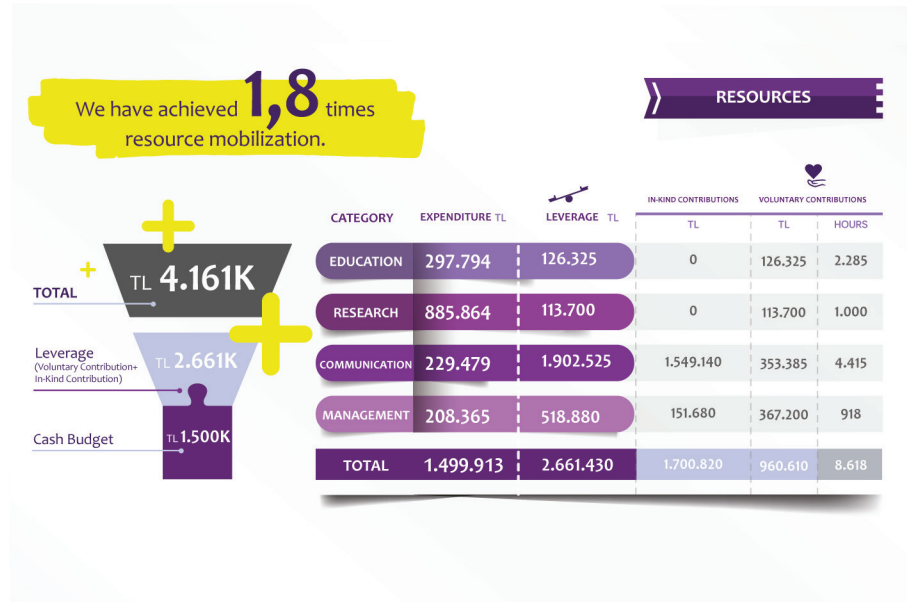 We have achieved 1,8 times
resource mobilization.
RESOURCES
TL 4.161K
TOTAL
Leverage
(Voluntary Contribution+
In-Kind Contribution)
TL 2.661K
Cash Budget
TL 1.500K
IN-KIND CONTRIBUTIONS VOLUNTARY CONTRIBUTIONS
CATEGORY EXPENDITURE TL LEVERAGE TL TL TL HOURS
EDUCATION 297.794 126.325 0 126.325 2.285
RESEARCH 885.864 113.700 0 113.700 1.000
COMMUNICATION 229.479 1.902.525 1.549.140 353.385 4.415
MANAGEMENT 208.365 518.880 151.680 367.200 918
TOTAL 1.499.913 2.661.430 1.700.820 960.610 8.618